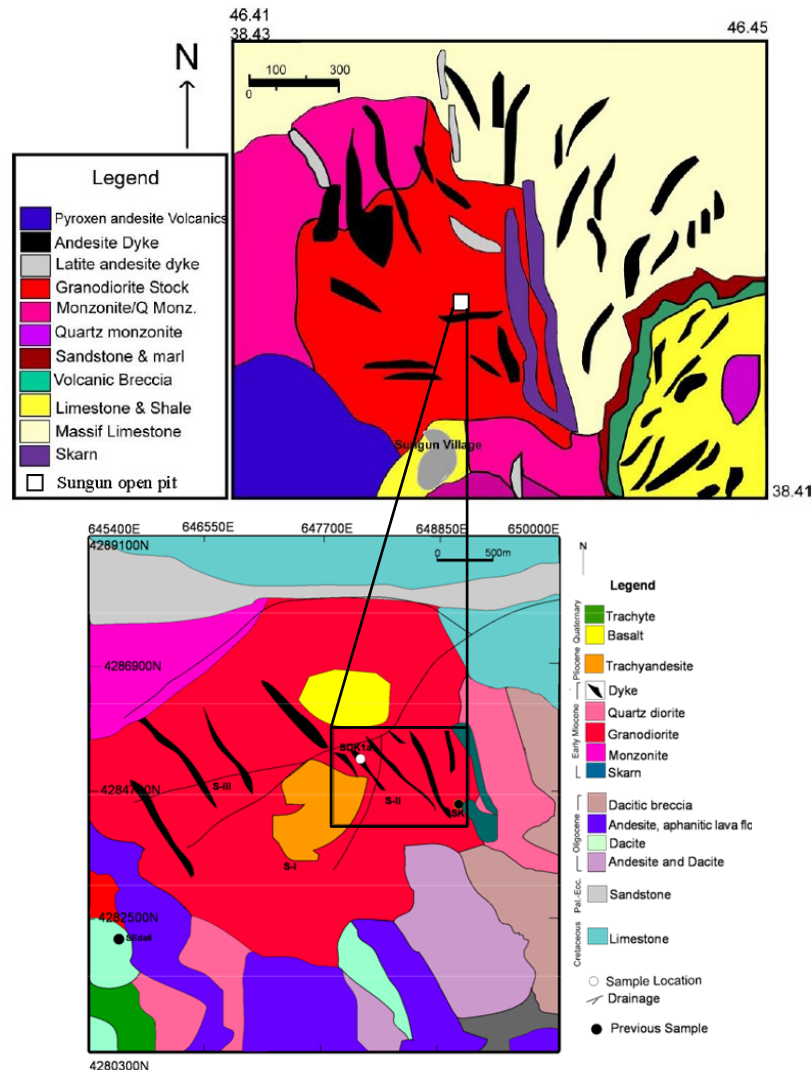 46.41
38.43
46.45
N
100 300
0
Legend
Pyroxen andesite Volcanics
Andesite Dyke
Latite andesite dyke
Granodiorite Stock
Monzonite/Q Monz.
Quartz monzonite
Sandstone & marl
Volcanic Breccia
Limestone & Shale
Massif Limestone
Skarn
Sungun open pit
Sungun Village
38.41
645400E 646550E 647700E 648850E 650000E
4289100N
0 500m
4286900N
4284700N
4282500N
4280300N
SDK1a
S-III
S-II
SK
S-I
SEda6
N
Legend
Quaternary
Trachyte
Basalt
Pliocene
Trachyandesite
Early Miocene
Dyke
Quartz diorite
Granodiorite
Monzonite
Skarn
Oligocene
Dacitic breccia
Andesite, aphanitic lava flo
Dacite
Andesite and Dacite
Pal.-Eoc.
Sandstone
Cretaceous
Limestone
Sample Location
Drainage
Previous Sample